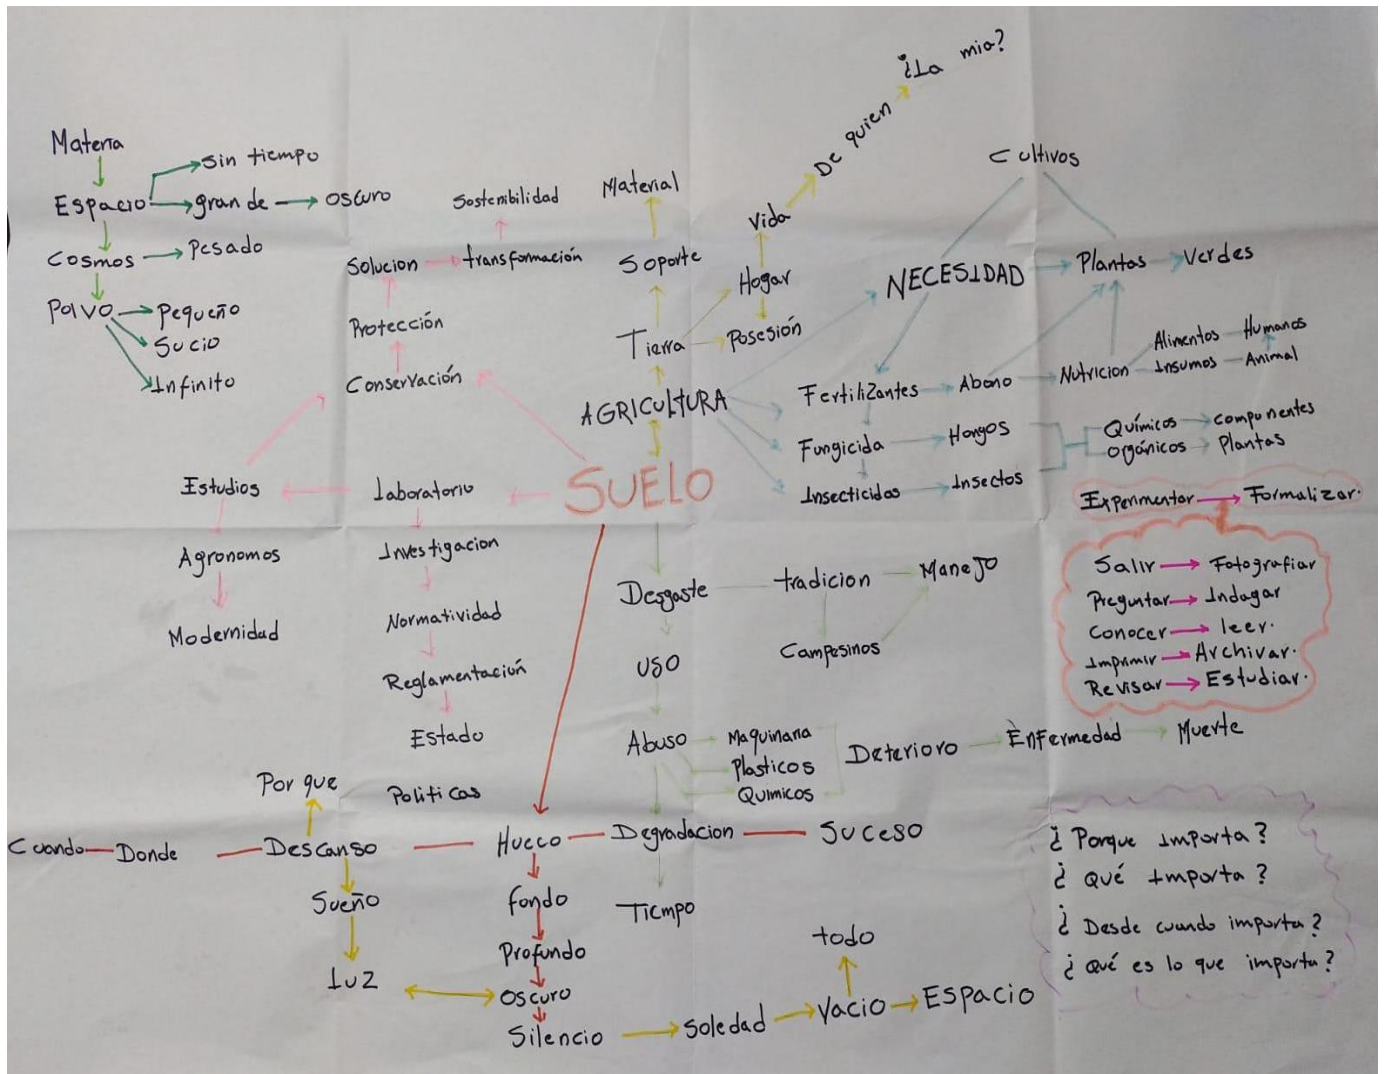 ¿La mia?
De quien
Vida
Hogar
Posesión
Materia
Espacio
Sin tiempo
grande
oscuro
Cosmos
Pesado
Polvo
Pequeño
Sucio
Infinito
Sostenibilidad
Solucion
transformación
Protección
Conservación
Material
Soporte
Tierra
AGRICULTURA
SUELO
Cultivos
NECESIDAD
Plantas
Verdes
Fertilizantes
Abono
Nutricion
Alimentos
Humanos
Insumos
Animal
Fungicida
Hongos
Insecticidas
Insectos
Químicos
componentes
orgánicos
Plantas
Estudios
Laboratorio
Agronomos
Investigacion
Modernidad
Normatividad
Reglamentación
Estado
Politicas
Experimentar
Formalizar.
Salir
Fotografiar
Preguntar
Indagar
Conocer
leer.
Imprimir
Archivar.
Revisar
Estudiar.
Desgaste
tradicion
Manejo
Campesinos
USO
Abuso
Maquinaria
Plasticos
Quimicos
Deterioro
Enfermedad
Muerte
Por que
Cuando
Donde
Descanso
Hueco
Degradacion
Suceso
Sueño
Luz
fondo
Profundo
Oscuro
Silencio
Tiempo
Soledad
Vacio
todo
Espacio
¿Porque Importa?
¿Qué Importa?
¿Desde cuando importa?
¿Qué es lo que importa?